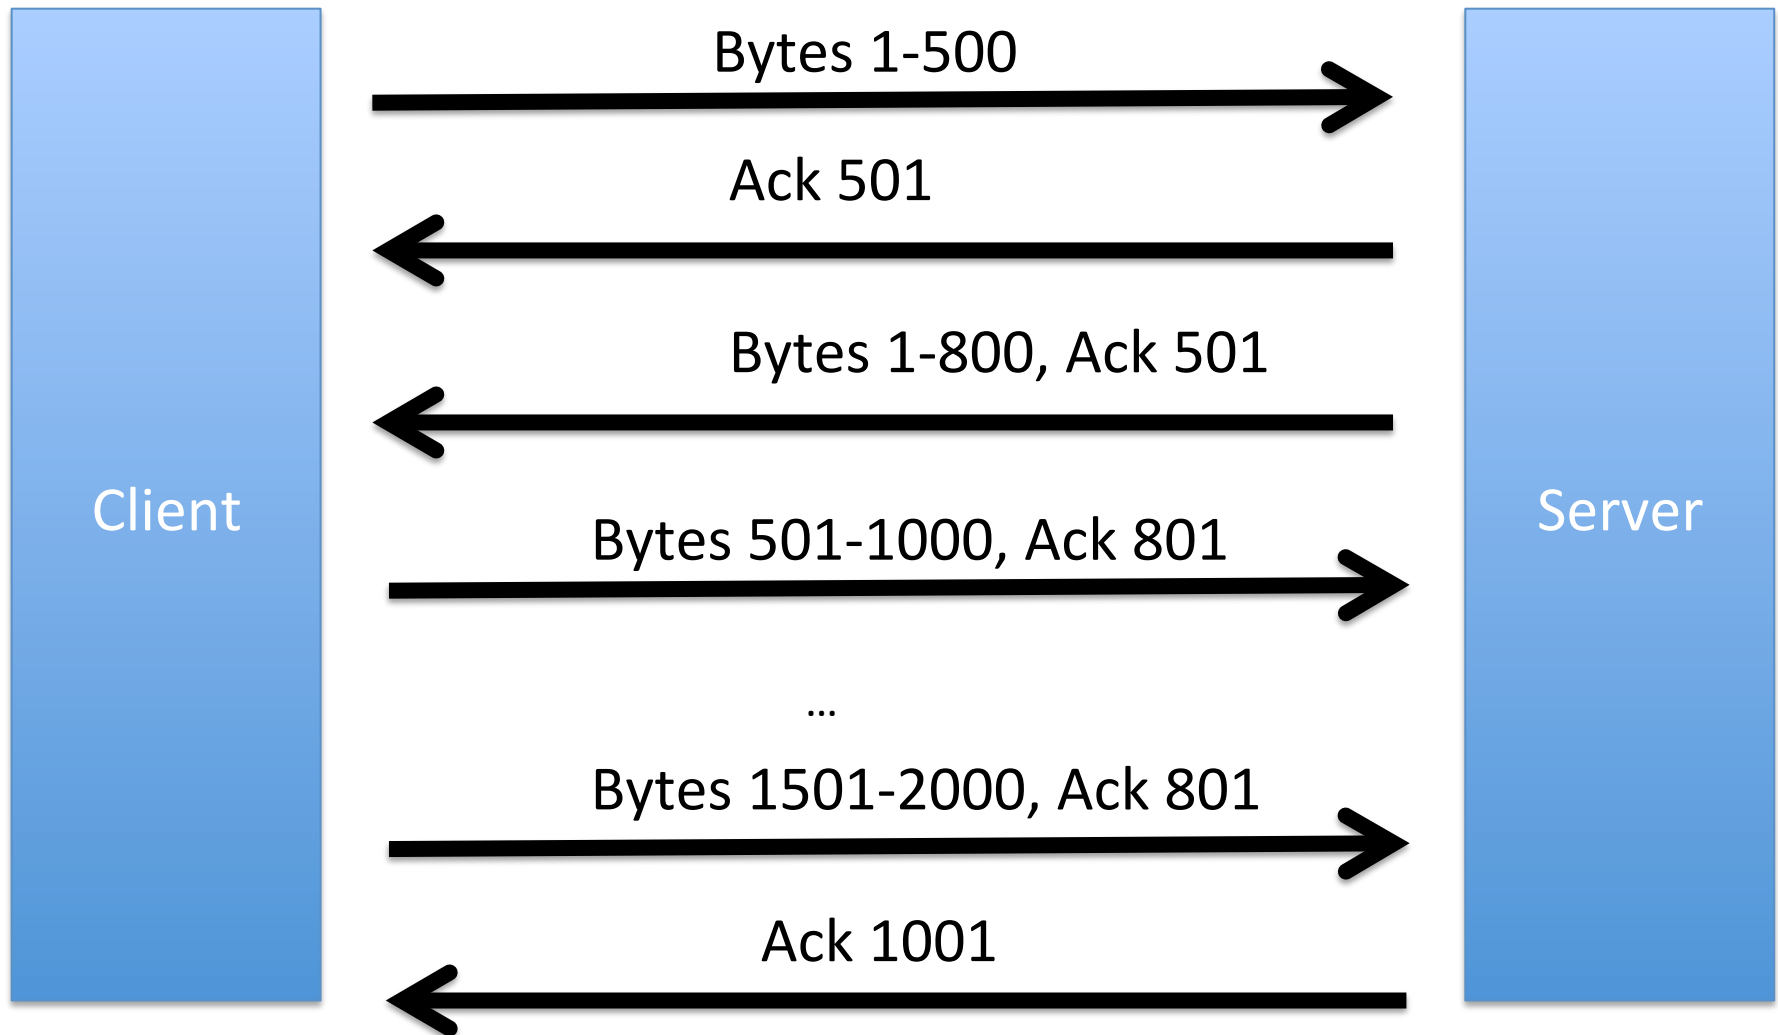 Bytes 1-500
Ack 501
Bytes 1-800, Ack 501
Client
Server
Bytes 501-1000, Ack 801
...
Bytes 1501-2000, Ack 801
Ack 1001